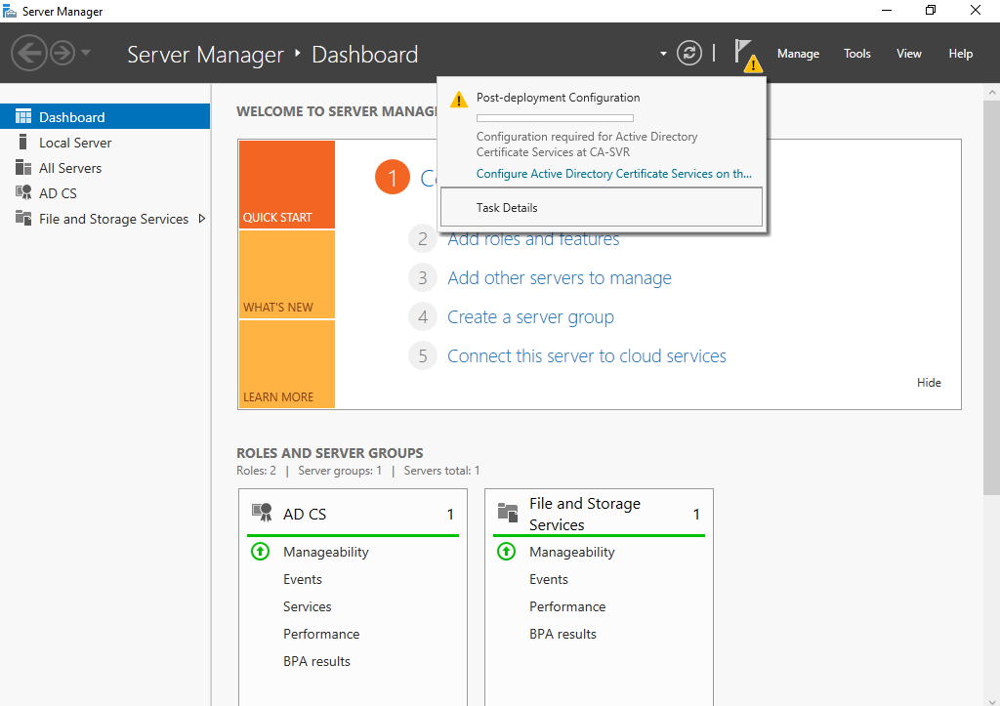 Server Manager
Server Manager • Dashboard
Manage
Tools
View
Help
Dashboard
Local Server
All Servers
AD CS
File and Storage Services
WELCOME TO SERVER MANAG
Post-deployment Configuration
Configuration required for Active Directory
Certificate Services at CA-SVR
Configure Active Directory Certificate Services on th...
Task Details
QUICK START
WHAT'S NEW
LEARN MORE
1
2 Add roles and features
3 Add other servers to manage
4 Create a server group
5 Connect this server to cloud services
Hide
ROLES AND SERVER GROUPS
Roles: 2 | Server groups: 1 | Servers total: 1
AD CS 1
Manageability
Events
Services
Performance
BPA results
File and Storage
Services 1
Manageability
Events
Performance
BPA results